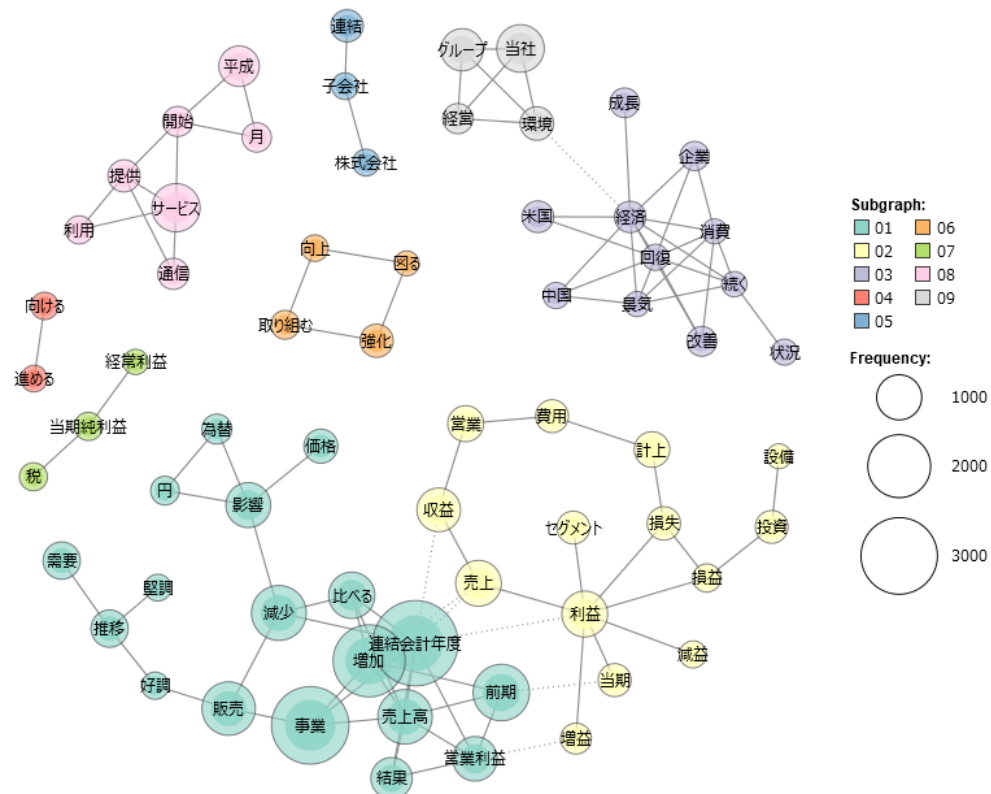 連結
グループ
当社
平成
子会社
成長
開始
経営
環境
月
企業
株式会社
提供
サービス
米国
経済
消費
利用
向上
図る
回復
通信
続く
中国
景気
向ける
取り組む
強化
改善
状況
進める
経常利益
当期純利益
税
Subgraph:
01
06
02
07
03
08
04
09
05
Frequency:
1000
2000
3000
為替
価格
営業
費用
計上
設備
円
影響
収益
セグメント
損失
投資
需要
堅調
比べる
売上
損益
推移
減少
利益
連結会計年度
増加
減益
好調
当期
販売
前期
事業
売上高
増益
営業利益
結果